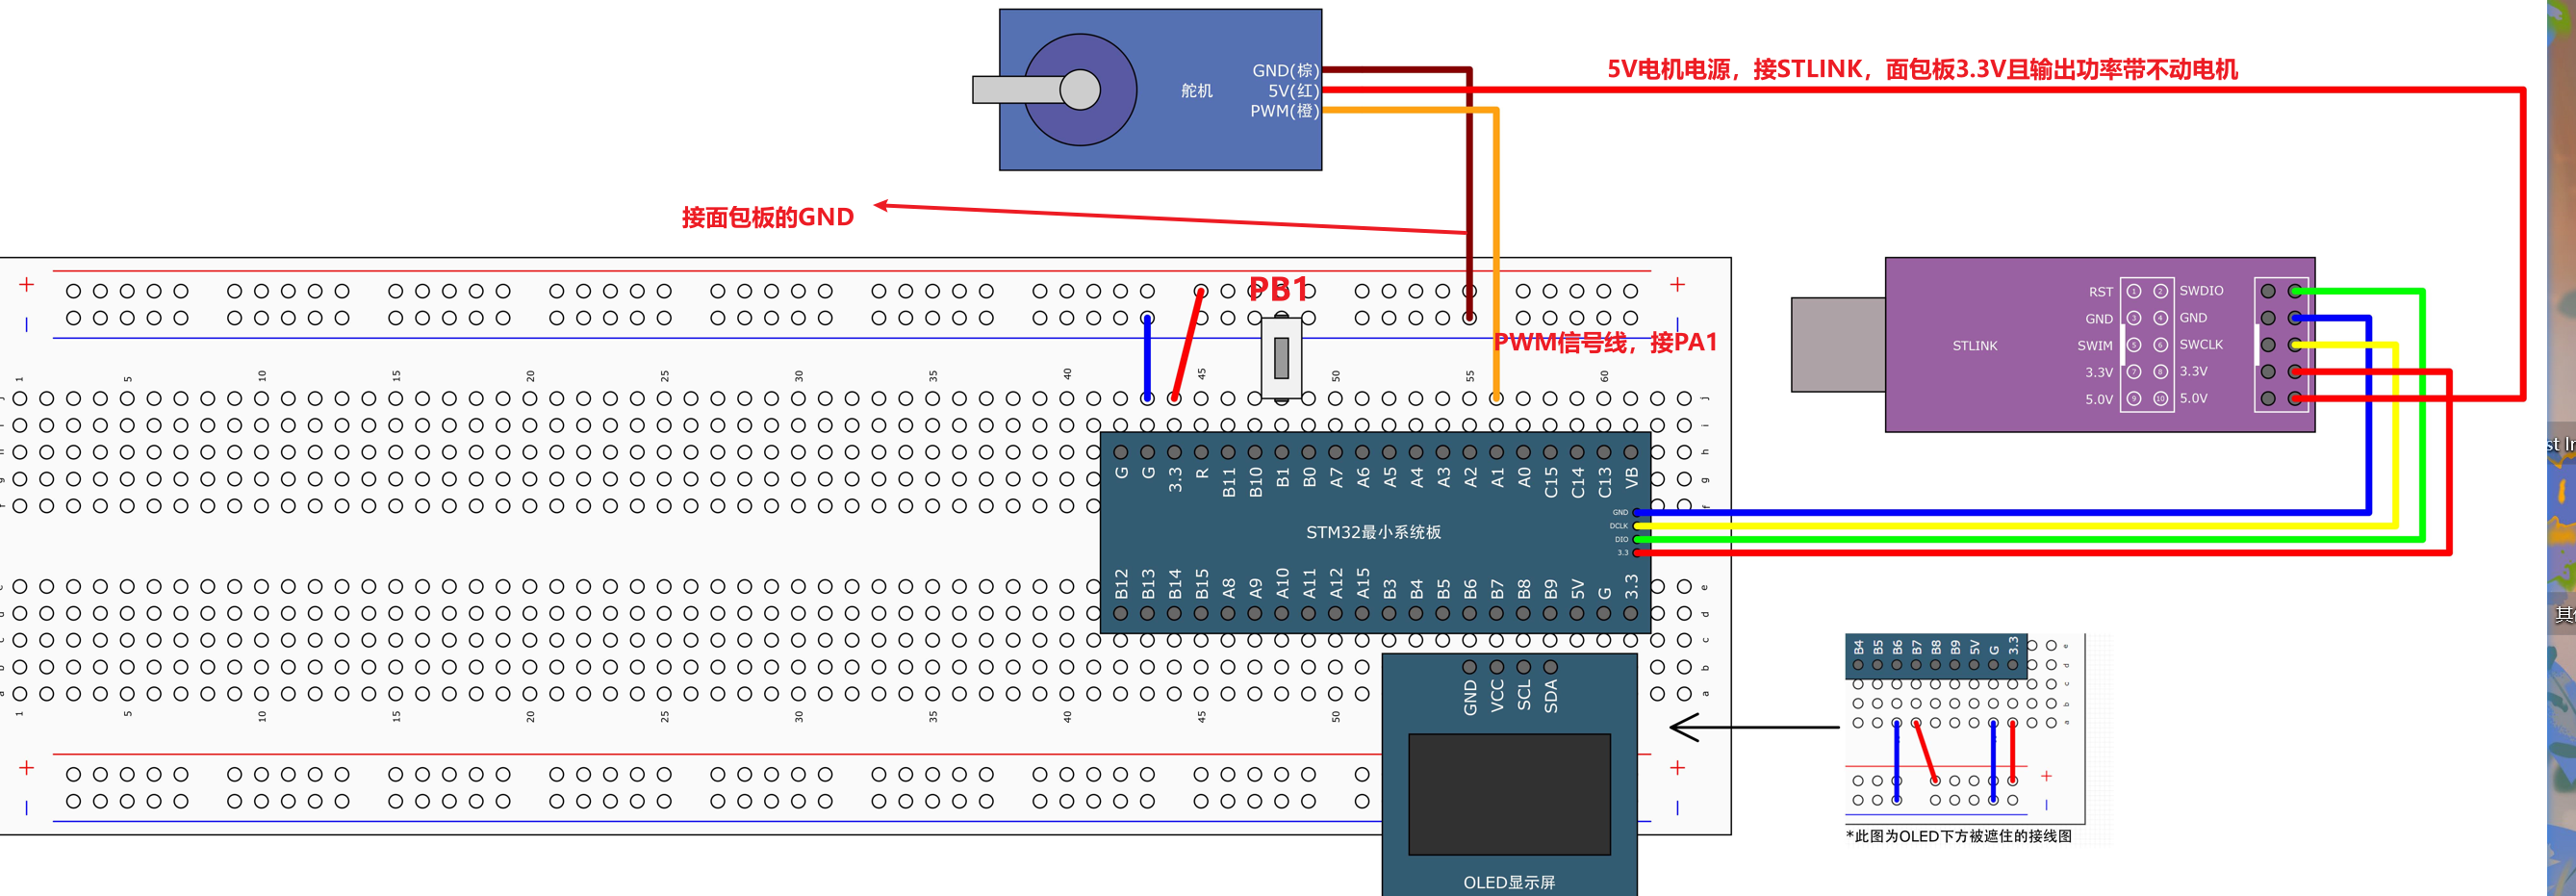 GND(棕)
舵机
5V(红)
PWM(橙)
5V电机电源，接STLINK，面包板3.3V且输出功率带不动电机
接面包板的GND
PB1
PWM信号线，接PA1
+ +
1 5 10 15 20 25 30 35 40 45 50 55 60
j
i
h
g
f
G G 3.3 R B11 B10 B1 B0 A7 A6 A5 A4 A3 A2 A1 A0 C15 C14 C13 VB
GND
DCLK
DIO
3.3
STM32最小系统板
B12 B13 B14 B15 A8 A9 A10 A11 A12 A15 B3 B4 B5 B6 B7 B8 B9 5V G 3.3
e
d
c
b
a
GND VCC SCL SDA
1 5 10 15 20 25 30 35 40 45 50
+ +
OLED显示屏
STLINK
RST 1 2 SWDIO
GND 3 4 GND
SWIM 5 6 SWCLK
3.3V 7 8 3.3V
5.0V 9 10 5.0V
B4 B5 B6 B7 B8 B9 5V G 3.3
e
d
c
b
a
+
*此图为OLED下方被遮住的接线图